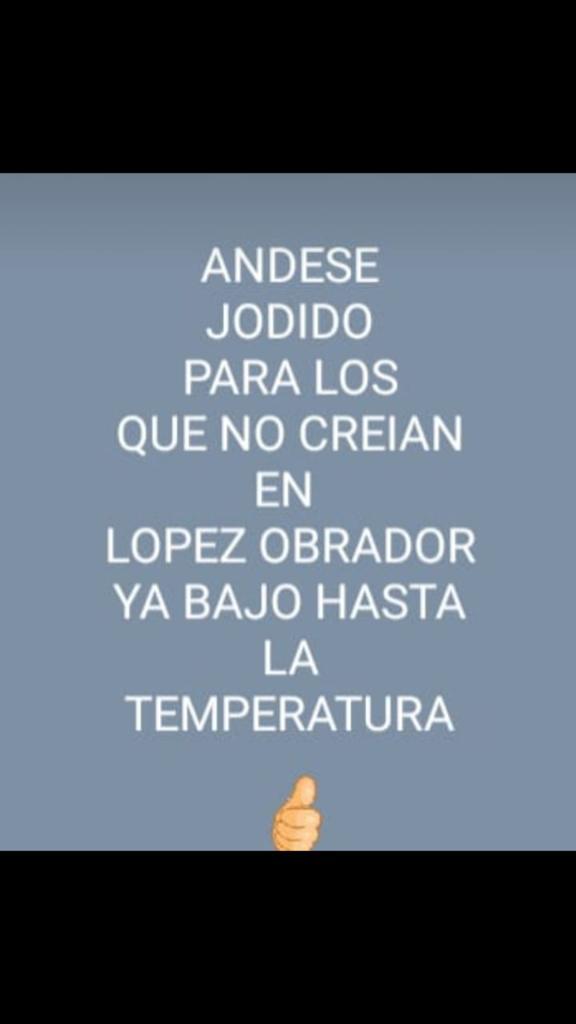 ANDESE
JODIDO
PARA LOS
QUE NO CREIAN
EN
LOPEZ OBRADOR
YA BAJO HASTA
LA
TEMPERATURA